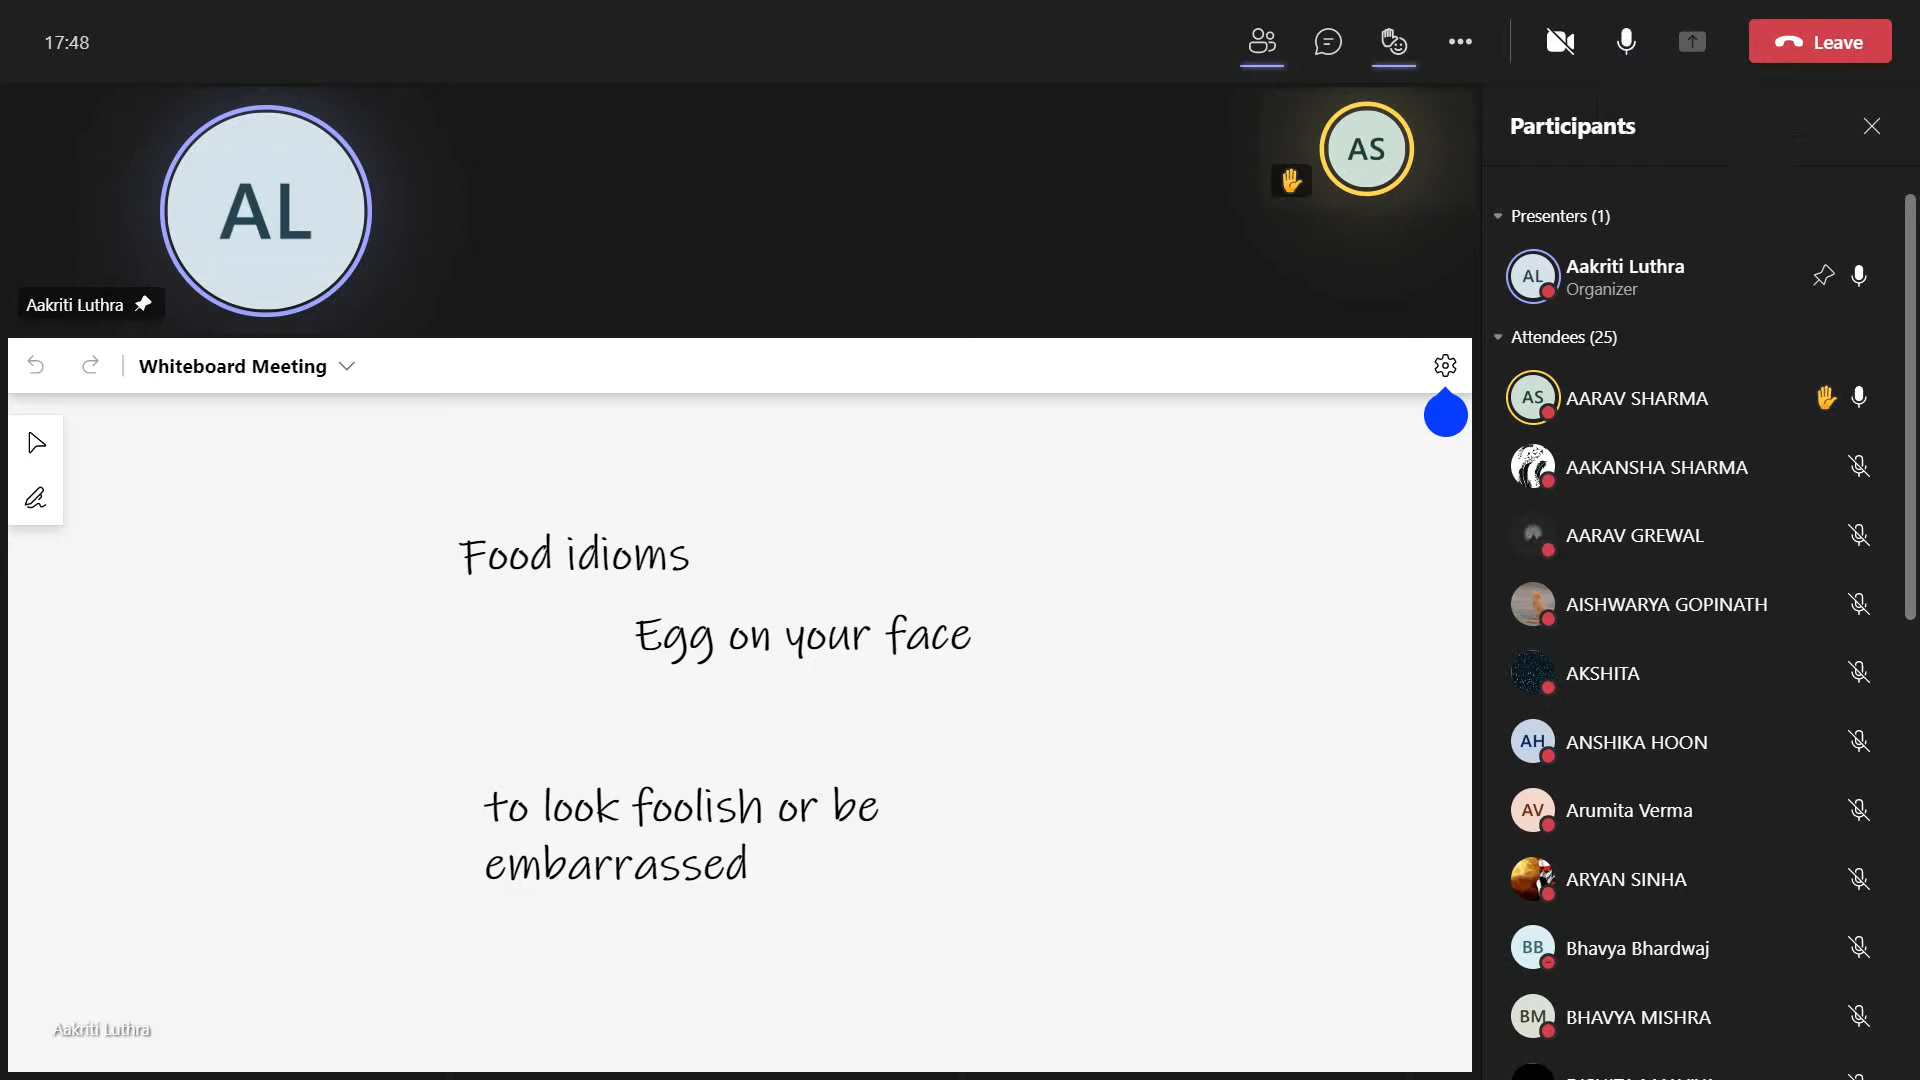 17:48
Leave
AL
AS
Aakriti Luthra
Participants
Presenters (1)
AL
Aakriti Luthra
Organizer
Attendees (25)
AS
AARAV SHARMA
AAKANSHA SHARMA
AARAV GREWAL
AISHWARYA GOPINATH
AKSHITA
AH
ANSHIKA HOON
AV
Arumita Verma
ARYAN SINHA
BB
Bhavya Bhardwaj
BM
BHAVYA MISHRA
Whiteboard Meeting
Food idioms
Egg on your face
to look foolish or be
embarrassed
Aakriti Luthra